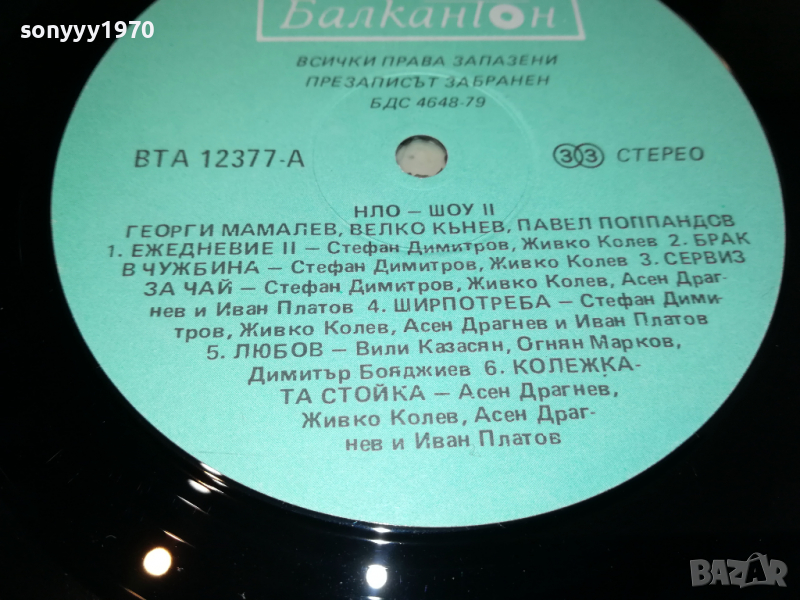 sonyyy1970
Балкантон
ВСИЧКИ ПРАВА ЗАПАЗЕНИ
ПРЕЗАПИСЪТ ЗАБРАНЕН
БДС 4648-79
ВТА 12377-А
33 СТЕРЕО
НЛО – ШОУ II
ГЕОРГИ МАМАЛЕВ, ВЕЛКО КЪНЕВ, ПАВЕЛ ПОППАНДОВ
1. ЕЖЕДНЕВИЕ II – Стефан Димитров, Живко Колев 2. БРАК
В ЧУЖБИНА – Стефан Димитров, Живко Колев 3. СЕРВИЗ
ЗА ЧАЙ – Стефан Димитров, Живко Колев, Асен Драг-
нев и Иван Платов 4. ШИРПОТРЕБА – Стефан Дими-
тров, Живко Колев, Асен Драгнев и Иван Платов
5. ЛЮБОВ – Вили Казасян, Огнян Марков,
Димитър Бояджиев 6. КОЛЕЖКА-
ТА СТОЙКА – Асен Драгнев,
Живко Колев, Асен Драг-
нев и Иван Платов
BAZAR
bg